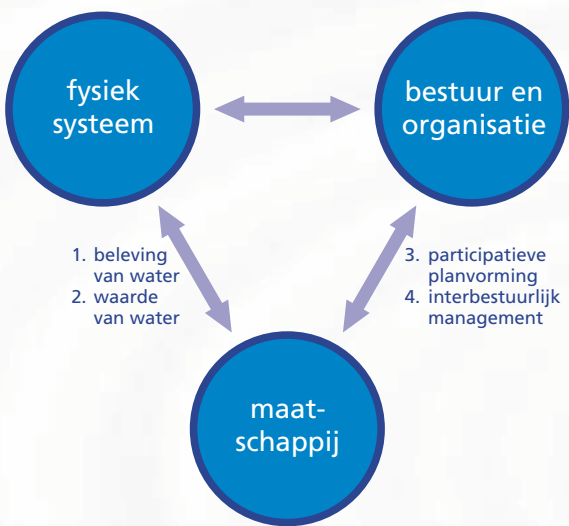 fysiek
systeem
bestuur en
organisatie
1. beleving
van water
2. waarde
van water
3. participatieve
planvorming
4. interbestuurlijk
management
maat-
schappij